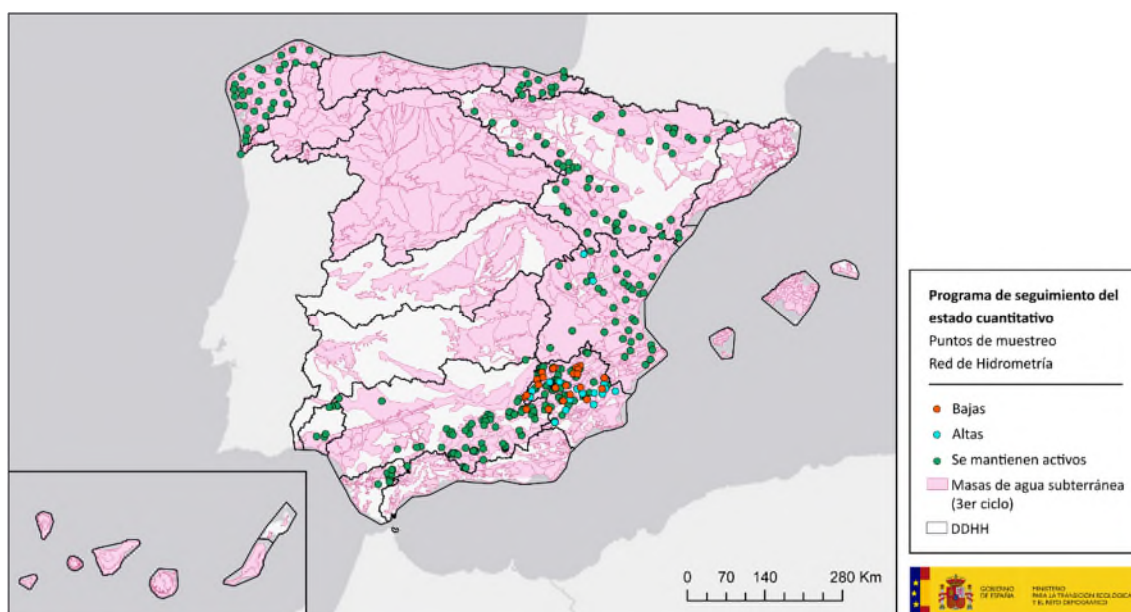 Programa de seguimiento del
estado cuantitativo
Puntos de muestreo
Red de Hidrometría
Bajas
Altas
Se mantienen activos
Masas de agua subterránea
(3er ciclo)
DDHH
0 70 140 280 Km
GOBIERNO
DE ESPAÑA
MINISTERIO
PARA LA TRANSICIÓN ECOLÓGICA
Y EL RETO DEMOGRÁFICO